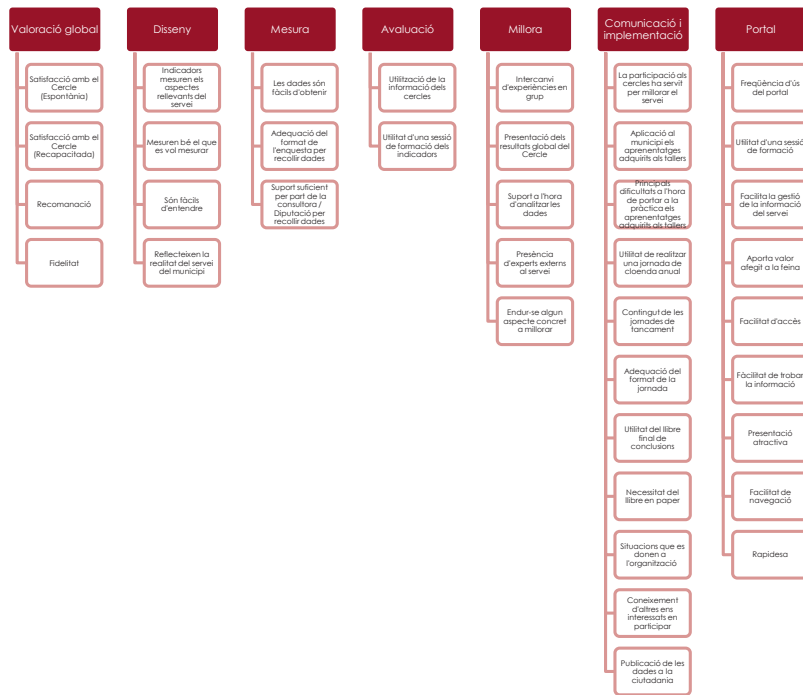 Valoració global
Satisfacció amb el
Cercle
(Espontània)
Satisfacció amb el
Cercle
(Recapacitada)
Recomanació
Fidelitat
Disseny
Indicadors
mesuren els
aspectes
rellevants del
servei
Mesuren bé el que
es vol mesurar
Són fàcils
d'entendre
Reflecteixen la
realitat del servei
del municipi
Mesura
Les dades són
fàcils d'obtenir
Adequació del
format de
l'enquesta per
recollir dades
Suport suficient
per part de la
consultora /
Diputació per
recollir dades
Avaluació
Utilització de la
informació dels
cercles
Utilitat d'una sessió
de formació dels
indicadors
Millora
Intercanvi
d'experiències en
grup
Presentació dels
resultats global del
Cercle
Suport a l'hora
d'analitzar les
dades
Presència
d'experts externs
al servei
Endur-se algun
aspecte concret
a millorar
Comunicació i
implementació
La participació als
cercles ha servit
per millorar el
servei
Aplicació al
municipi els
aprenentatges
adquirits als tallers
Principals
dificultats a l'hora
de portar a la
pràctica els
aprenentatges
adquirits als tallers
Utilitat de realitzar
una jornada de
cloenda anual
Contingut de les
jornades de
tancament
Adequació del
format de la
jornada
Utilitat del llibre
final de
conclusions
Necessitat del
llibre en paper
Situacions que es
donen a
l'organització
Coneixement
d'altres ens
interessats en
participar
Publicació de les
dades a la
ciutadania
Portal
Freqüència d'ús
del portal
Utilitat d'una sessió
de formació
Facilita la gestió
de la informació
del servei
Aporta valor
afegit a la feina
Facilitat d'accés
Fàcilitat de trobar
la informació
Presentació
atractiva
Facilitat de
navegació
Rapidesa